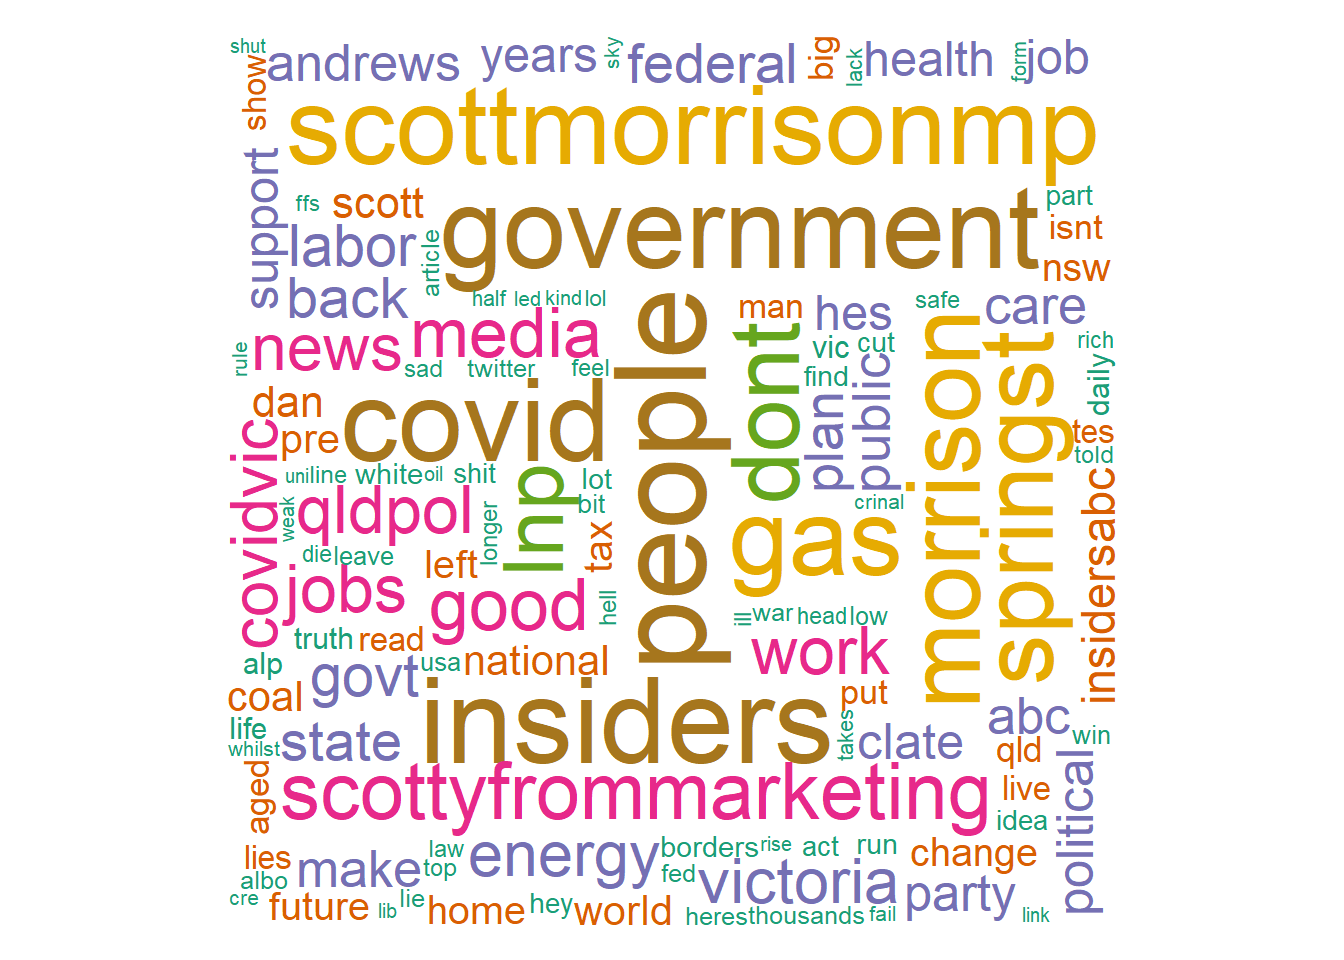 shut
andrews
years
sky
federal
big
lack
health
form
job
show
scottmorrisonmp
support
ffs
scott
government
part
isnt
labor
article
nsw
back
half
led
kind
lol
people
man
hes
safe
care
news
media
dont
vic
cut
morrison
springst
rich
rule
sad
twitter
feel
find
public
daily
dan
covid
plan
pre
tes
told
covidvic
uni
line
white
oil
shit
lnp
lot
bit
crinal
insidersabc
weak
qldpol
longer
tax
gas
die
leave
left
jobs
good
hell
ill
war
head
low
truth
read
work
alp
govt
usa
national
coal
put
life
insiders
takes
abc
whilst
state
clate
qld
win
aged
scottyfrommarketing
live
political
idea
lies
make
law
top
energy
borders
rise
act
run
change
albo
fed
victoria
party
cre
future
lib
lie
home
hey
world
heres
thousands
fail
link